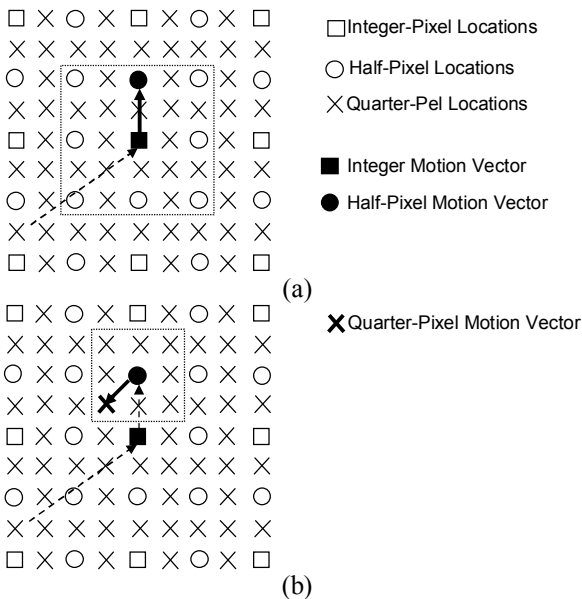 Integer-Pixel Locations
Half-Pixel Locations
Quarter-Pel Locations
Integer Motion Vector
Half-Pixel Motion Vector
(a)
Quarter-Pixel Motion Vector
(b)